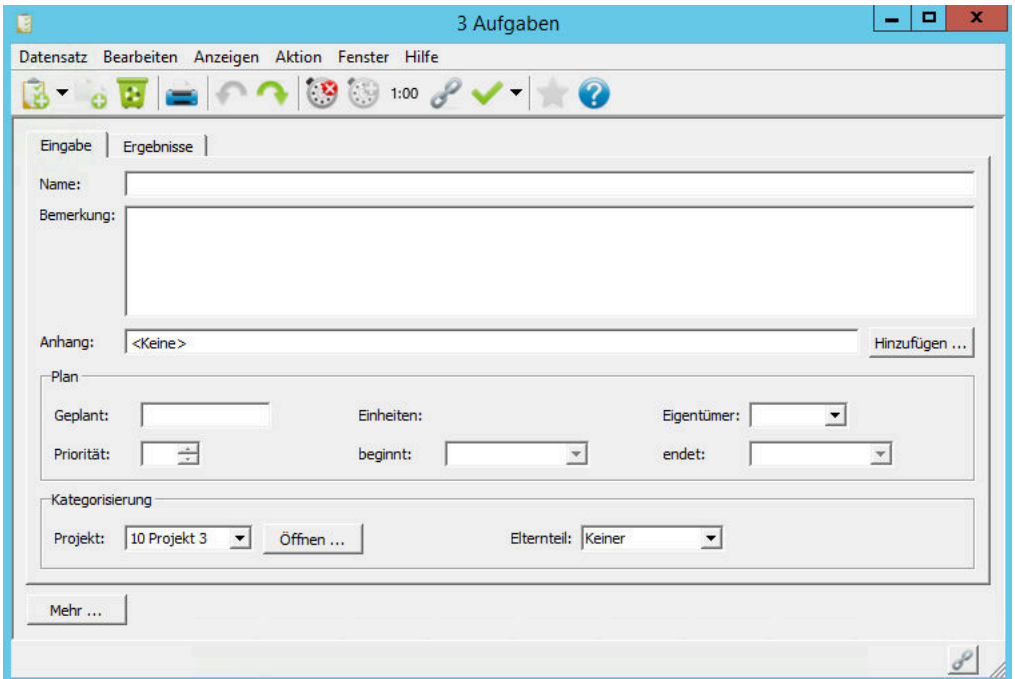 3 Aufgaben
Datensatz Bearbeiten Anzeigen Aktion Fenster Hilfe
1:00
Eingabe Ergebnisse
Name:
Bemerkung:
Anhang: <Keine> Hinzufügen ...
Plan
Geplant: Einheiten: Eigentümer:
Priorität: beginnt: endet:
Kategorisierung
Projekt: 10 Projekt 3 Öffnen ... Elternteil: Keiner
Mehr ...